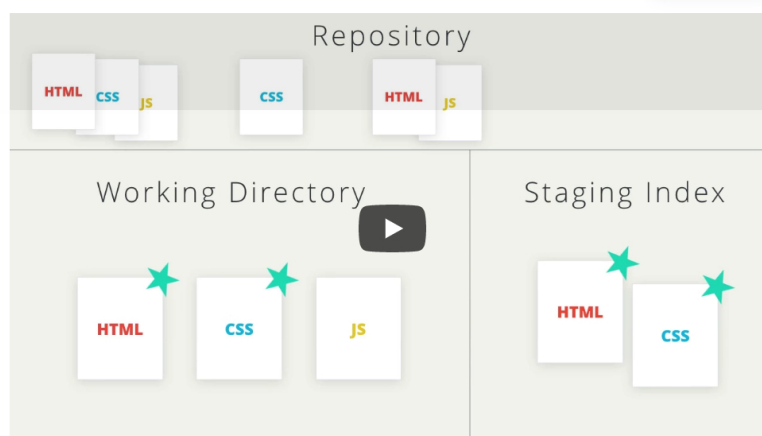 Repository
HTML CSS JS CSS HTML JS
Working Directory
Staging Index
HTML CSS JS
HTML CSS